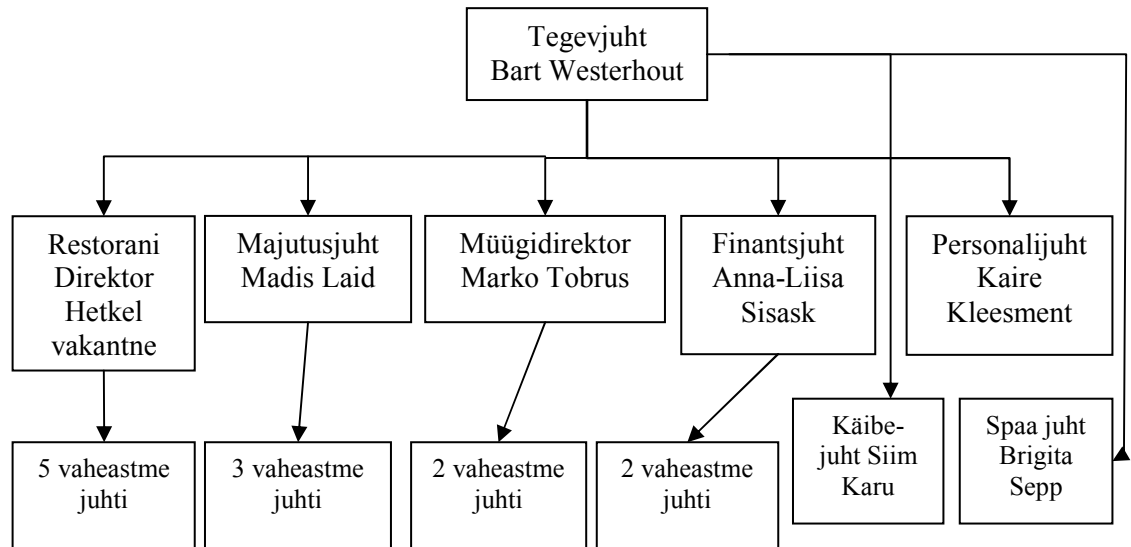 Tegevjuht
Bart Westerhout
Restorani
Direktor
Hetkel
vakantne
Majutusjuht
Madis Laid
Müügidirektor
Marko Tobrus
Finantsjuht
Anna-Liisa
Sisask
Personalijuht
Kaire
Kleesment
5 vaheastme
juhti
3 vaheastme
juhti
2 vaheastme
juhti
2 vaheastme
juhti
Käibe-
juht Siim
Karu
Spaa juht
Brigita
Sepp